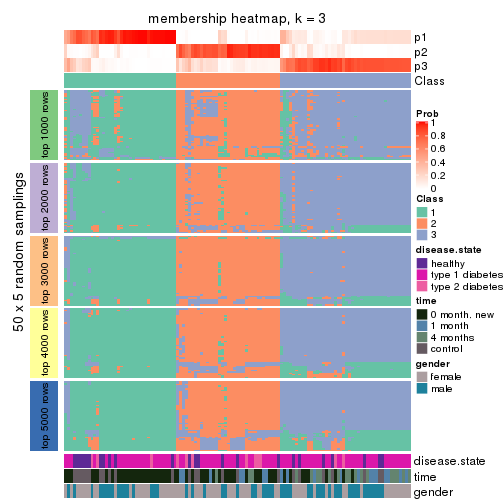 membership heatmap, k = 3
p1
p2
p3
Class
50 x 5 random samplings
top 1000 rows
top 2000 rows
top 3000 rows
top 4000 rows
top 5000 rows
disease.state
time
gender
Prob
1
0.8
0.6
0.4
0.2
0
Class
1
2
3
disease.state
healthy
type 1 diabetes
type 2 diabetes
time
0 month, new
1 month
4 months
control
gender
female
male